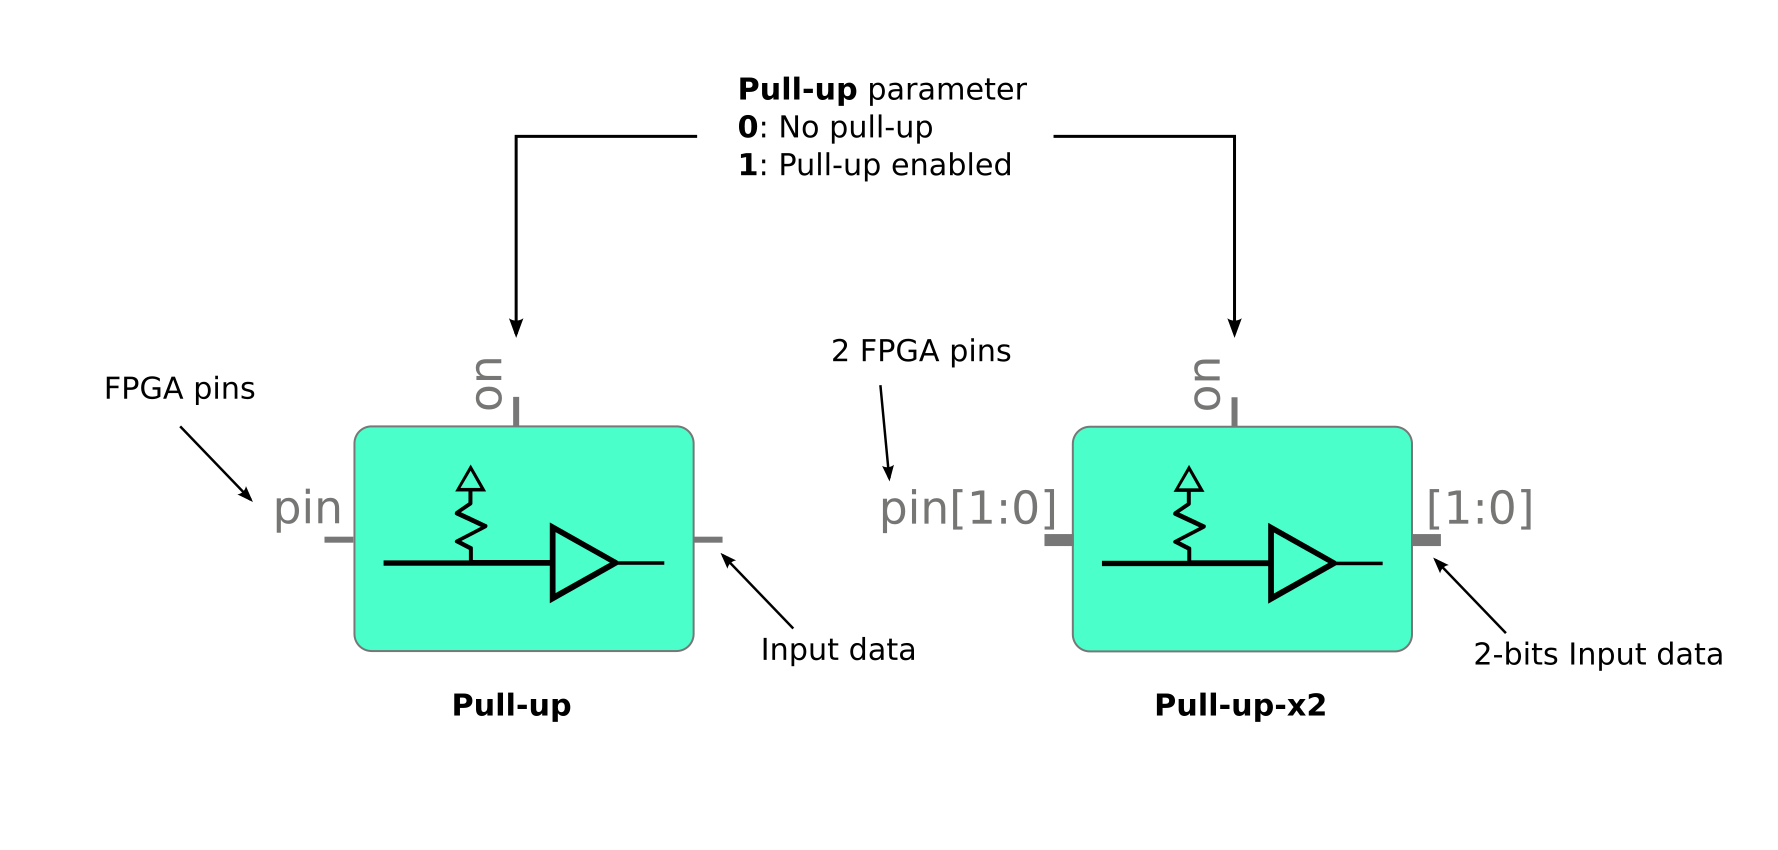 Pull-up parameter
0: No pull-up
1: Pull-up enabled
FPGA pins
on
pin
Input data
Pull-up
2 FPGA pins
on
pin[1:0]
[1:0]
2-bits Input data
Pull-up-x2